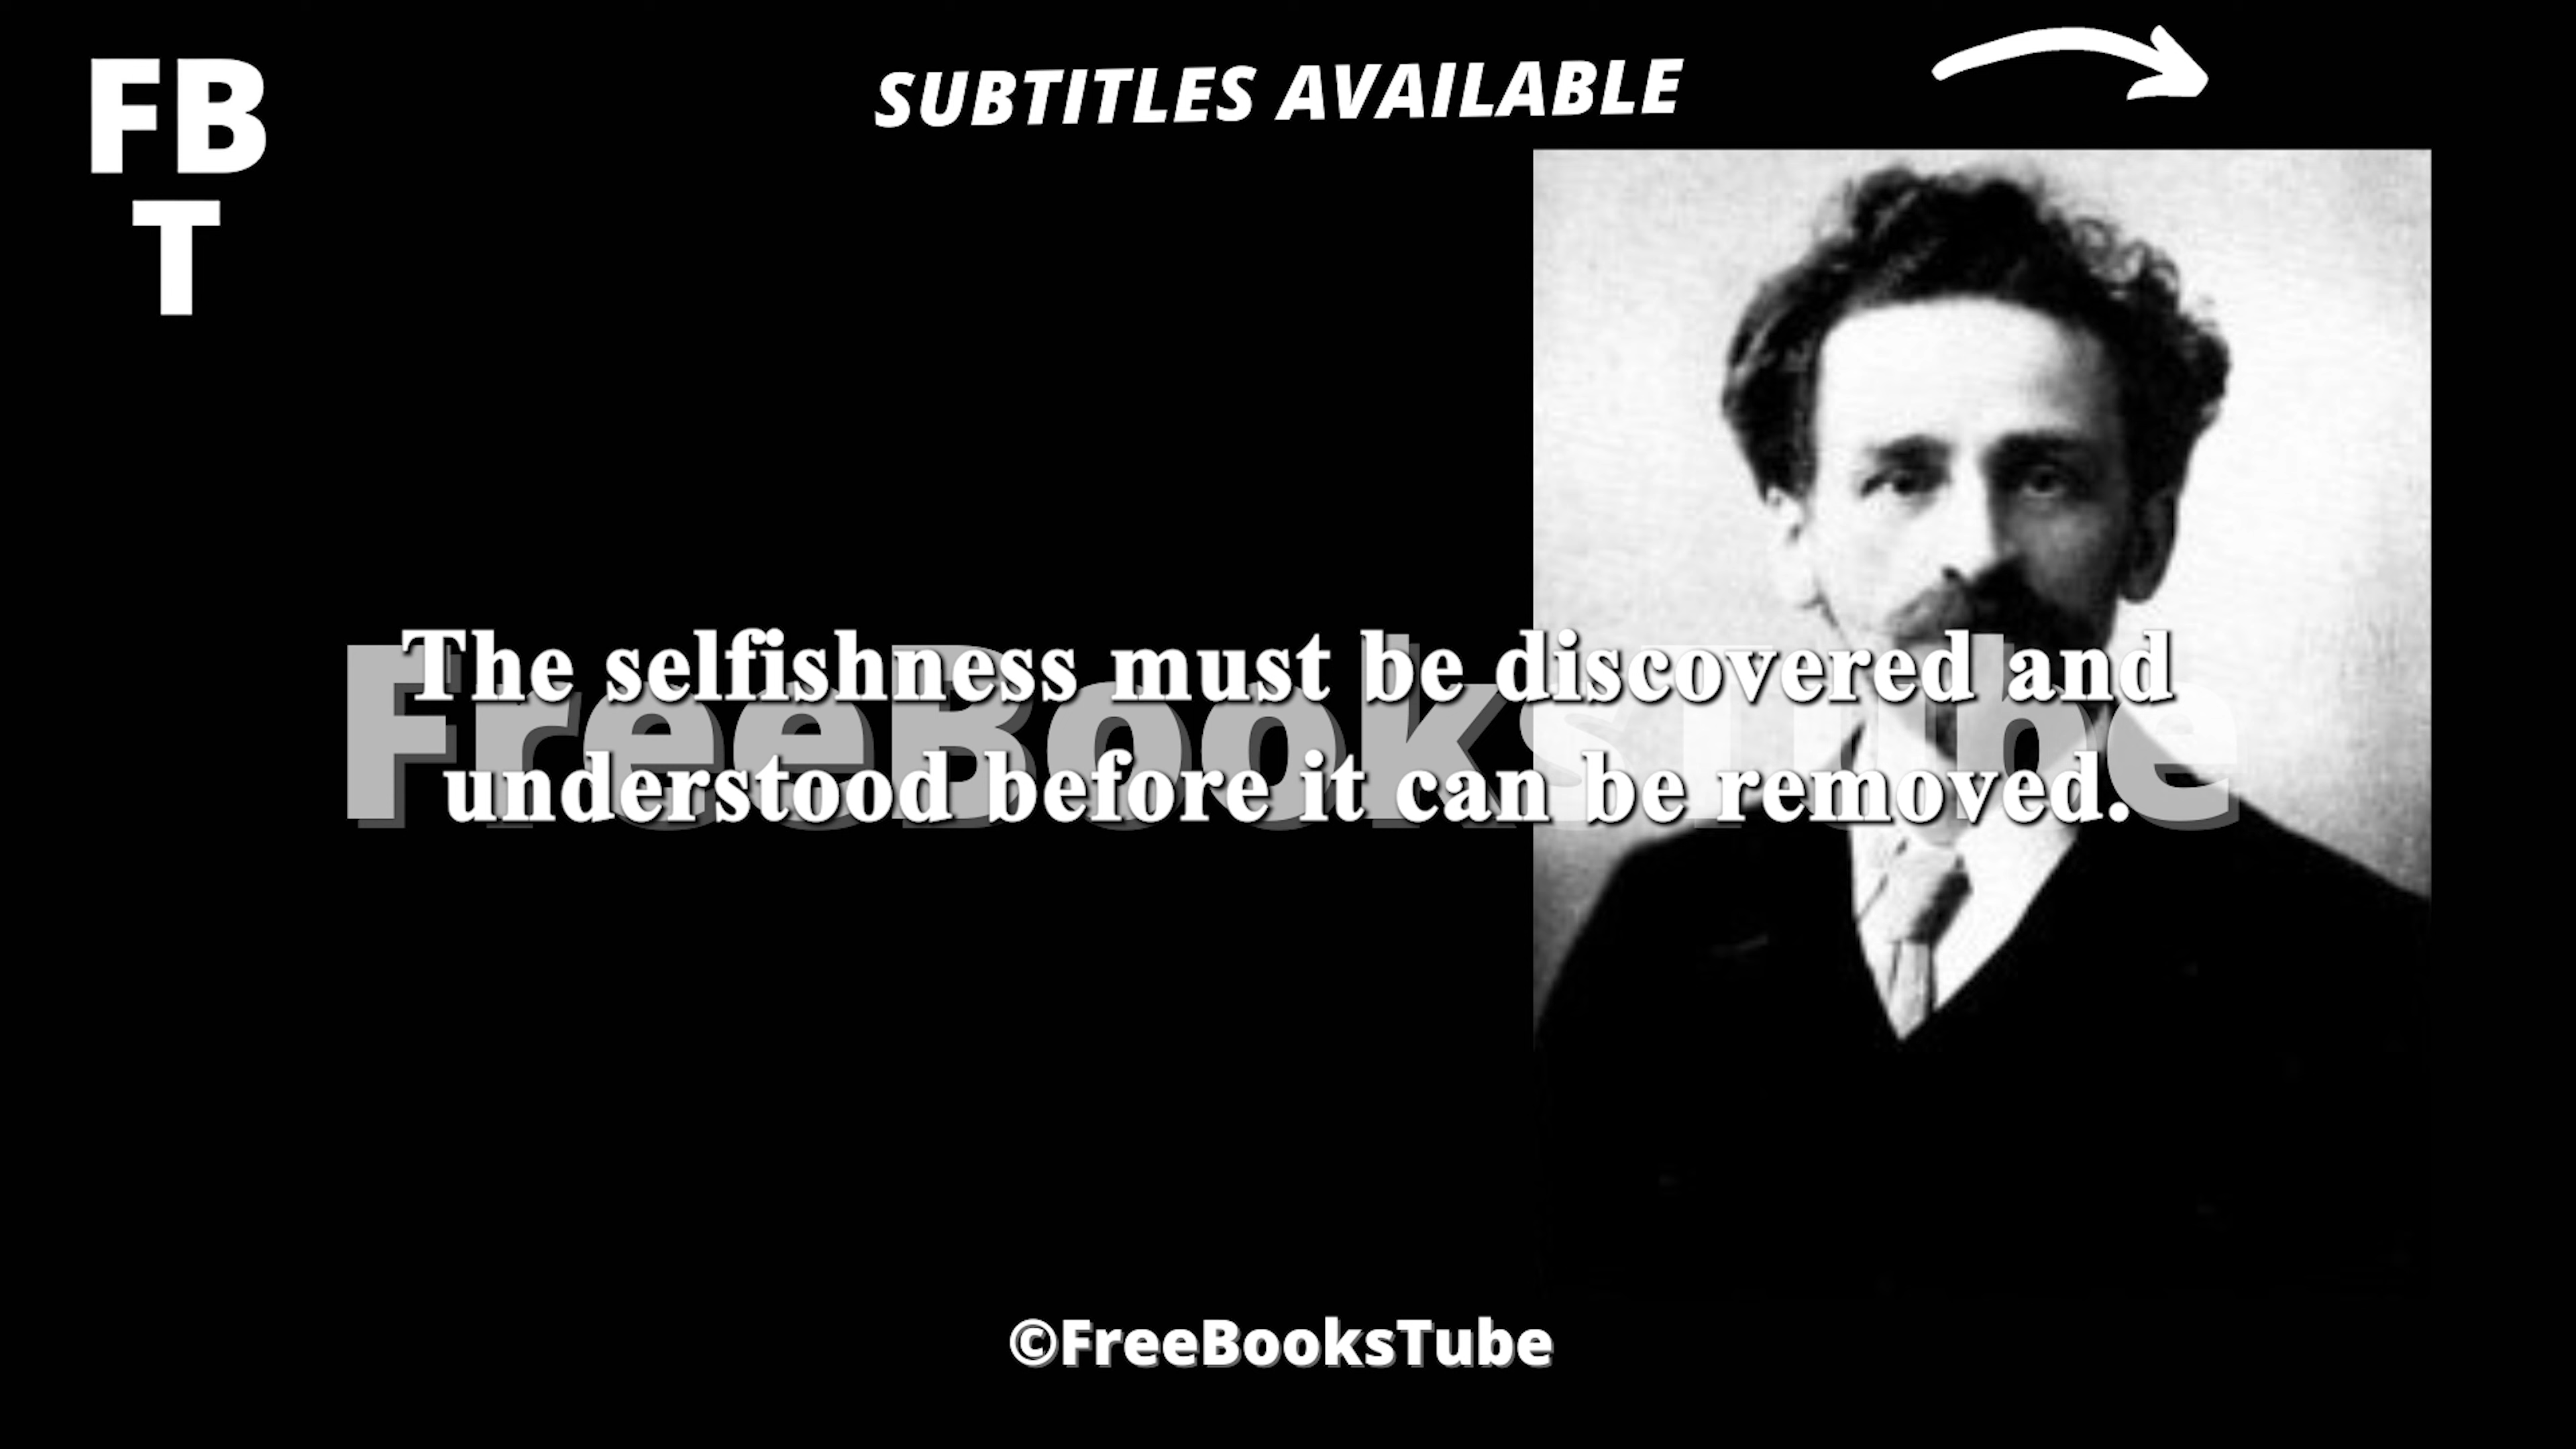 FB
T
SUBTITLES AVAILABLE
The selfishness must be discovered and
understood before it can be removed.
FreeBooksTube
©FreeBooksTube